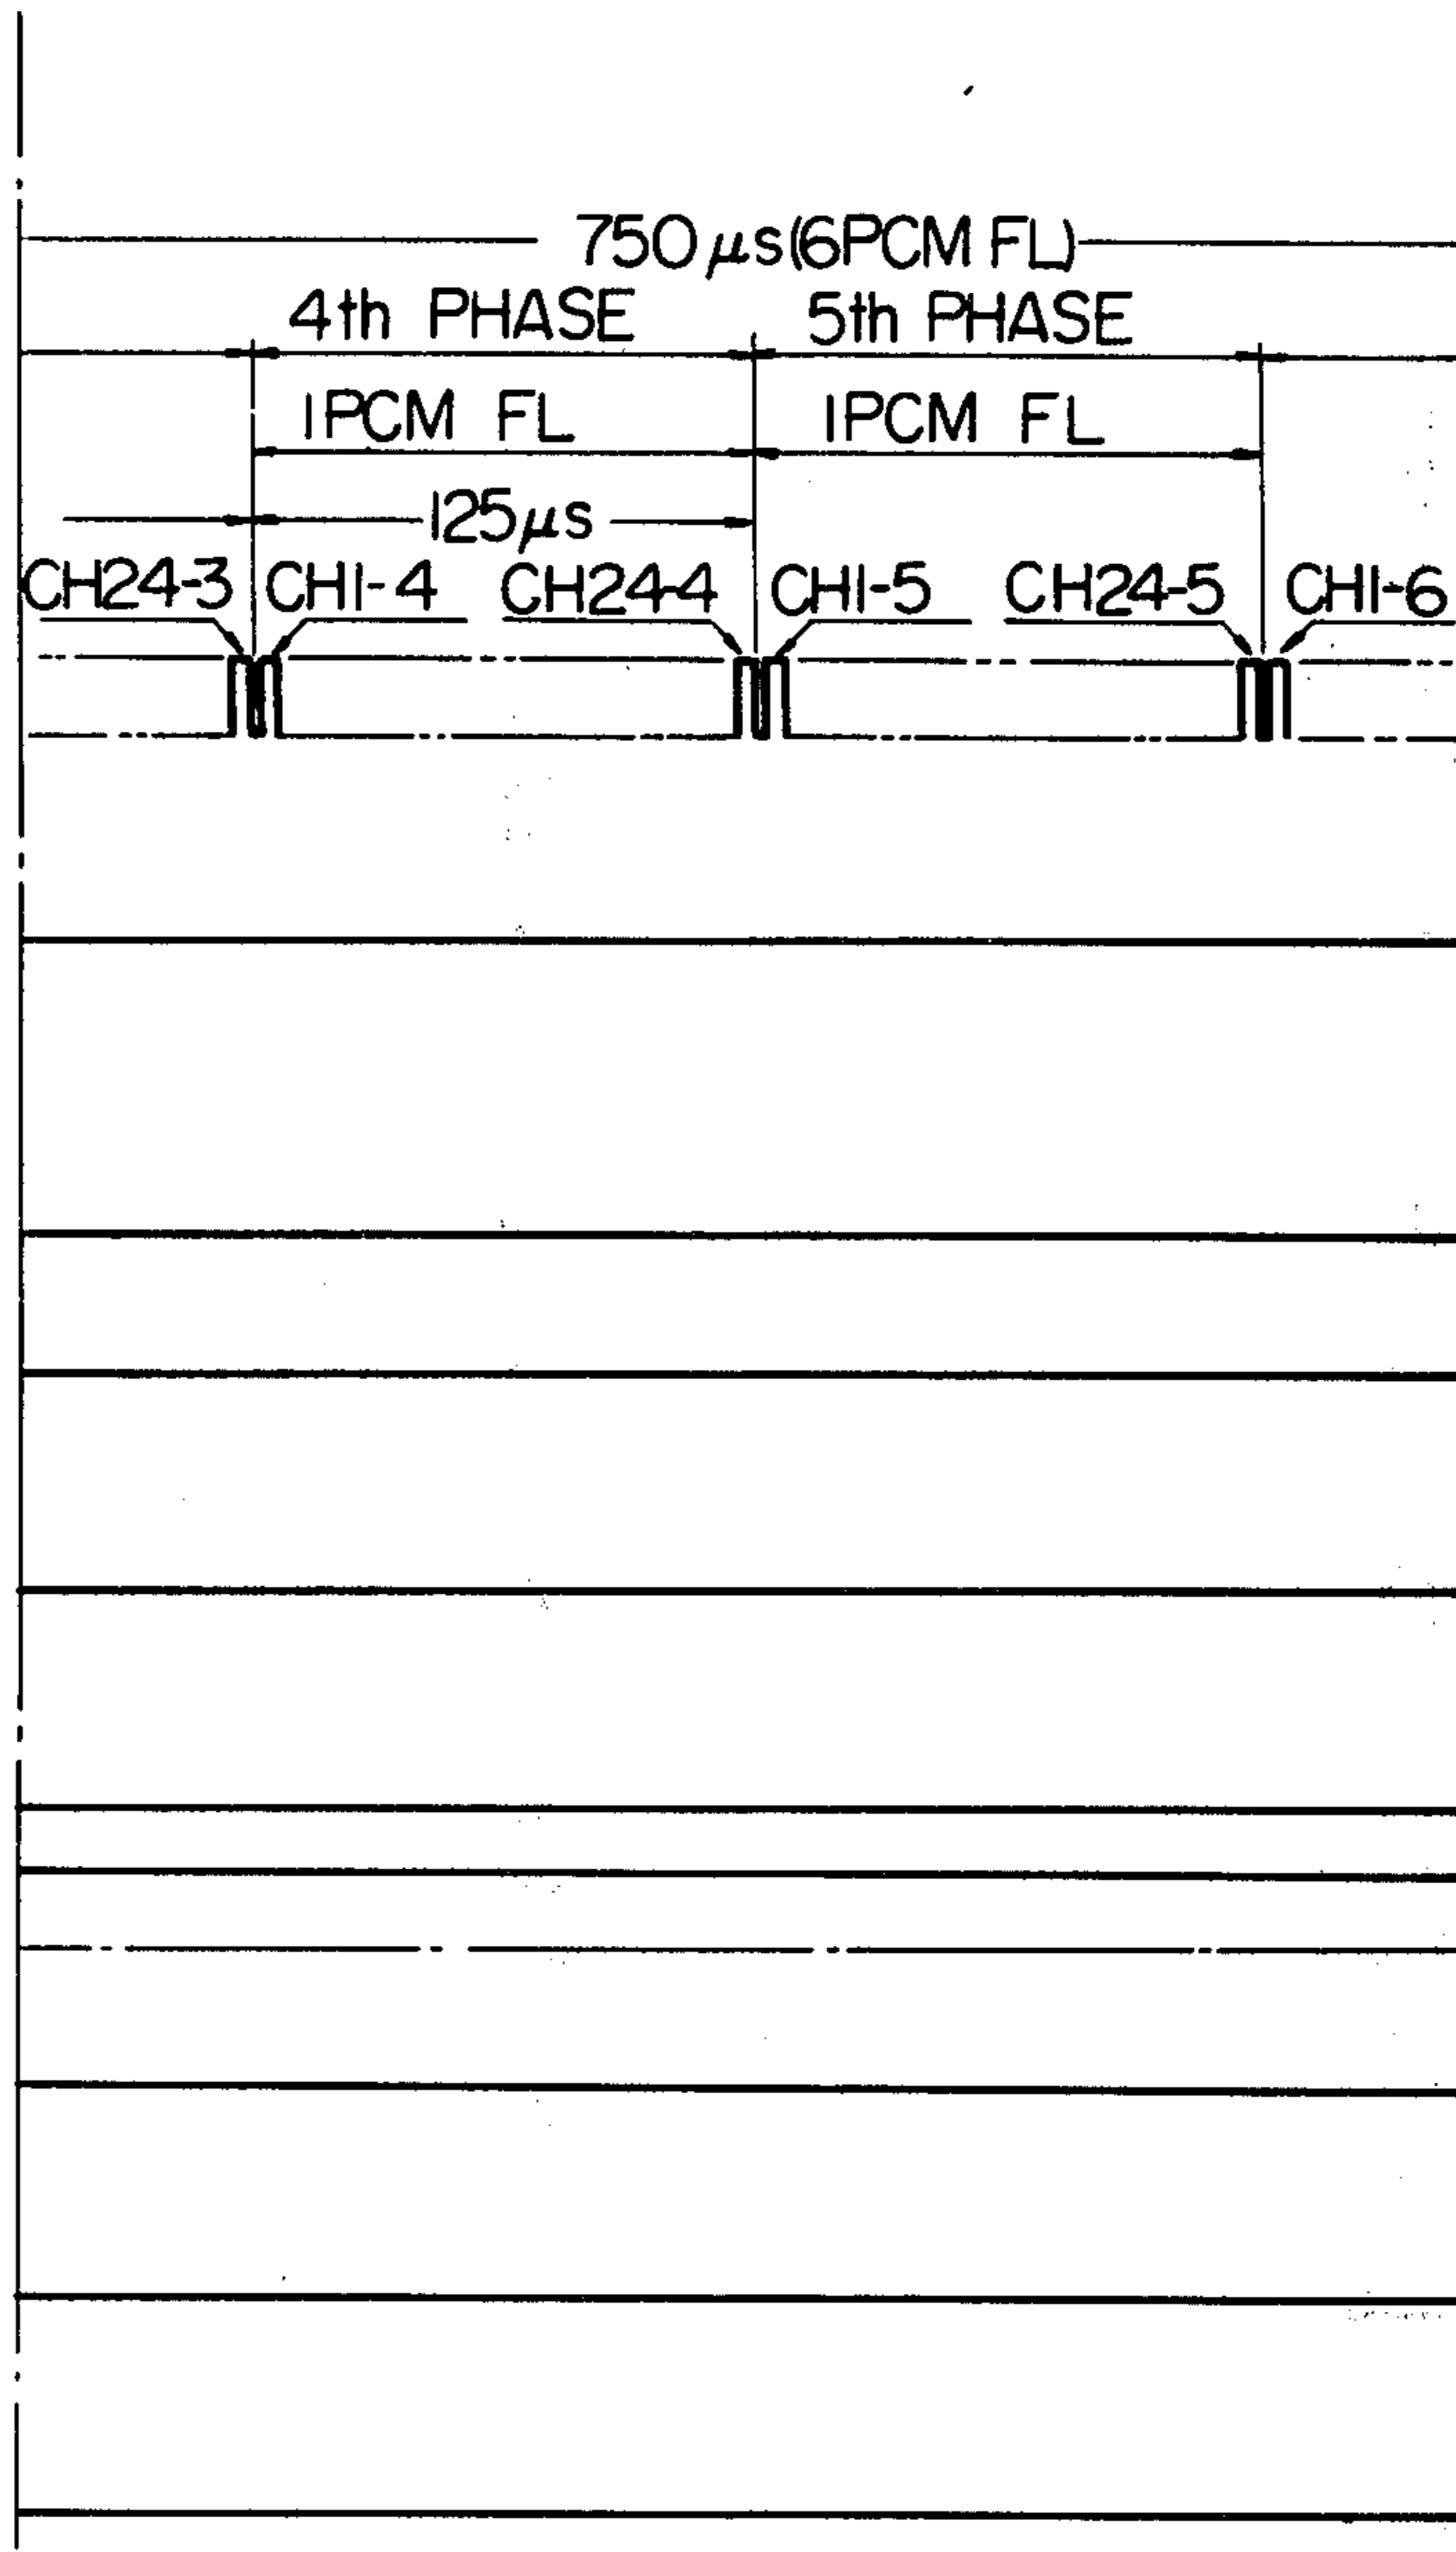 750 μs (6PCM FL)
4th PHASE 5th PHASE
1PCM FL 1PCM FL
125μs
CH24-3 CH1-4 CH24-4 CH1-5 CH24-5 CH1-6